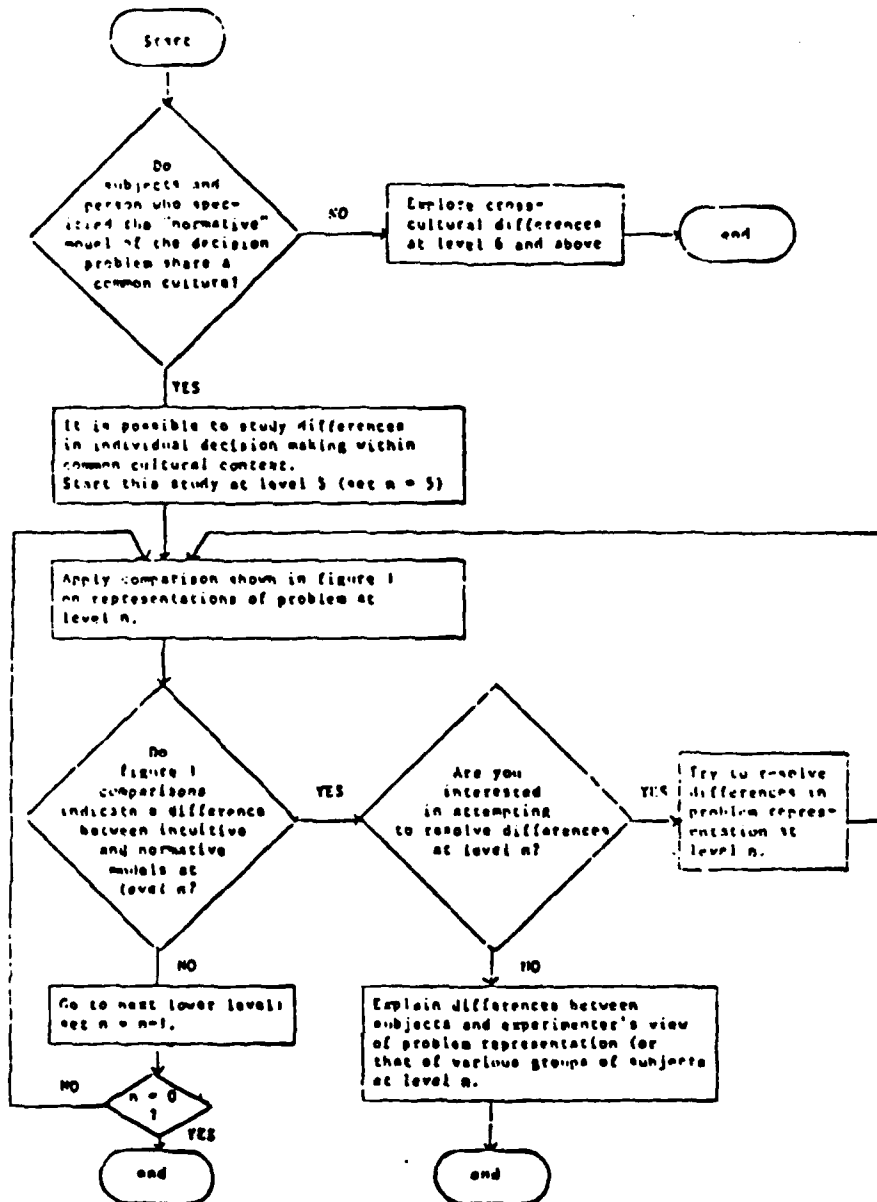 Start
Do
subjects and
person who spec-
ified the "normative"
model of the decision
problem share a
common culture?
NO
Explore cross-
cultural differences
at level 6 and above
end
YES
It is possible to study differences
in individual decision making within
common cultural context.
Start this study at level 5 (set n = 5)
Apply comparison shown in figure 1
on representations of problem at
level n.
Do
figure 1
comparisons
indicate a difference
between intuitive
and normative
models at
level n?
YES
Are you
interested
in attempting
to resolve differences
at level n?
YES
Try to resolve
differences in
problem repres-
entation at
level n.
NO
Go to next lower level:
set n = n-1.
NO
Explain differences between
subjects and experimenter's view
of problem representation (or
that of various groups of subjects
at level n.
NO
n = 0
?
YES
end
end